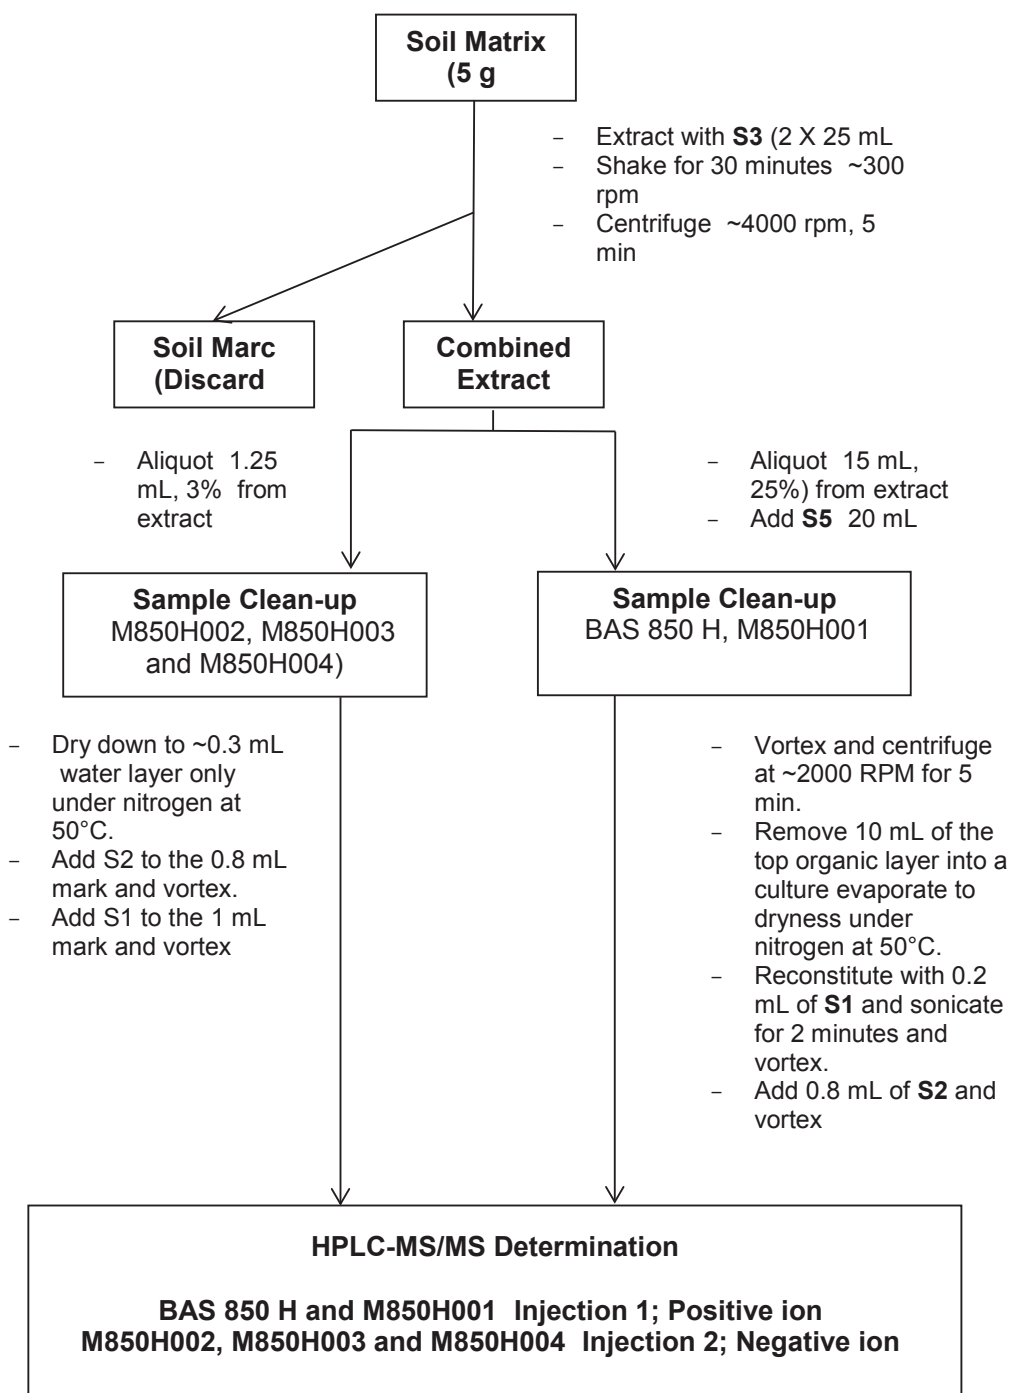 Soil Matrix
(5 g
– Extract with S3 (2 X 25 mL
– Shake for 30 minutes ~300
rpm
– Centrifuge ~4000 rpm, 5
min
Soil Marc
(Discard
Combined
Extract
– Aliquot 1.25
mL, 3% from
extract
– Aliquot 15 mL,
25%) from extract
– Add S5 20 mL
Sample Clean-up
M850H002, M850H003
and M850H004)
Sample Clean-up
BAS 850 H, M850H001
– Dry down to ~0.3 mL
water layer only
under nitrogen at
50°C.
– Add S2 to the 0.8 mL
mark and vortex.
– Add S1 to the 1 mL
mark and vortex
– Vortex and centrifuge
at ~2000 RPM for 5
min.
– Remove 10 mL of the
top organic layer into a
culture evaporate to
dryness under
nitrogen at 50°C.
– Reconstitute with 0.2
mL of S1 and sonicate
for 2 minutes and
vortex.
– Add 0.8 mL of S2 and
vortex
HPLC-MS/MS Determination
BAS 850 H and M850H001 Injection 1; Positive ion
M850H002, M850H003 and M850H004 Injection 2; Negative ion